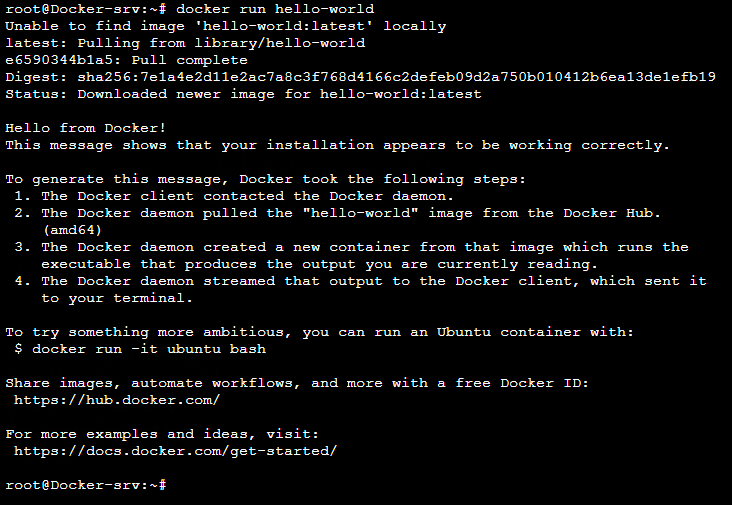 root@Docker-srv:~# docker run hello-world
Unable to find image 'hello-world:latest' locally
latest: Pulling from library/hello-world
e6590344b1a5: Pull complete
Digest: sha256:7e1a4e2d11e2ac7a8c3f768d4166c2defeb09d2a750b010412b6ea13de1efb19
Status: Downloaded newer image for hello-world:latest

Hello from Docker!
This message shows that your installation appears to be working correctly.

To generate this message, Docker took the following steps:
 1. The Docker client contacted the Docker daemon.
 2. The Docker daemon pulled the "hello-world" image from the Docker Hub.
    (amd64)
 3. The Docker daemon created a new container from that image which runs the
    executable that produces the output you are currently reading.
 4. The Docker daemon streamed that output to the Docker client, which sent it
    to your terminal.

To try something more ambitious, you can run an Ubuntu container with:
 $ docker run -it ubuntu bash

Share images, automate workflows, and more with a free Docker ID:
 https://hub.docker.com/

For more examples and ideas, visit:
 https://docs.docker.com/get-started/

root@Docker-srv:~#